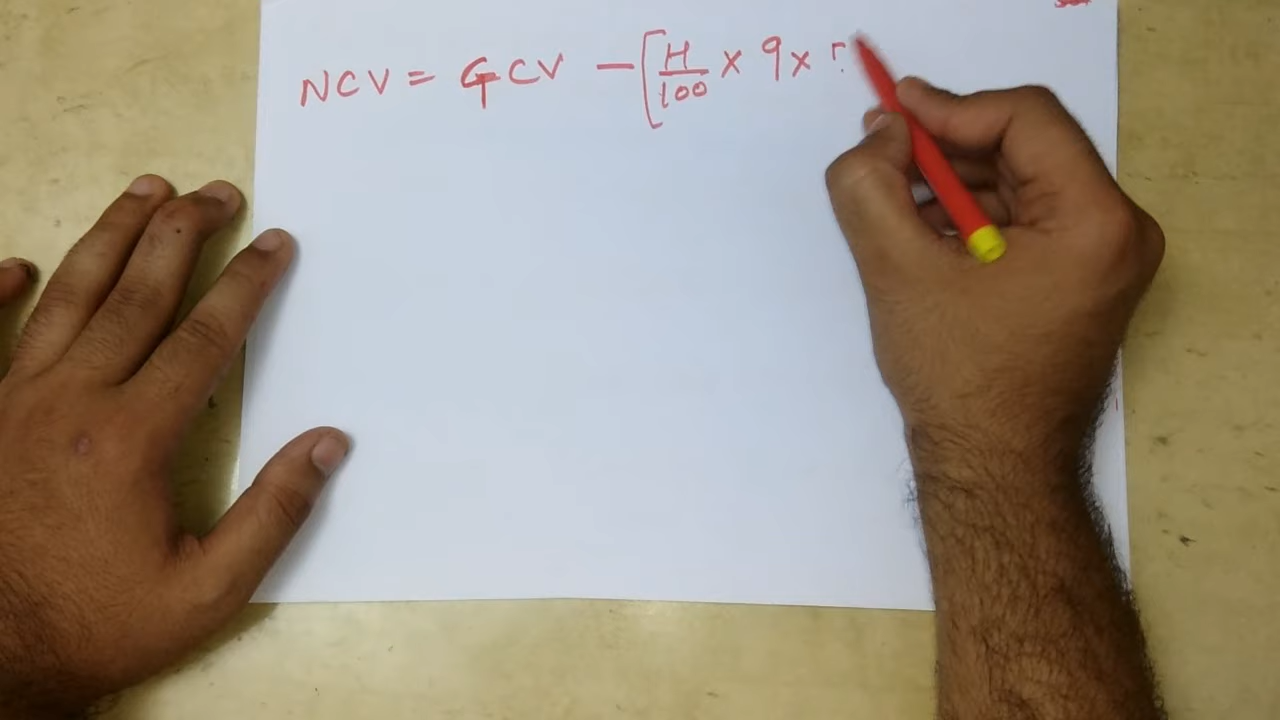 NCV = GCV - [H/100 × 9 ×